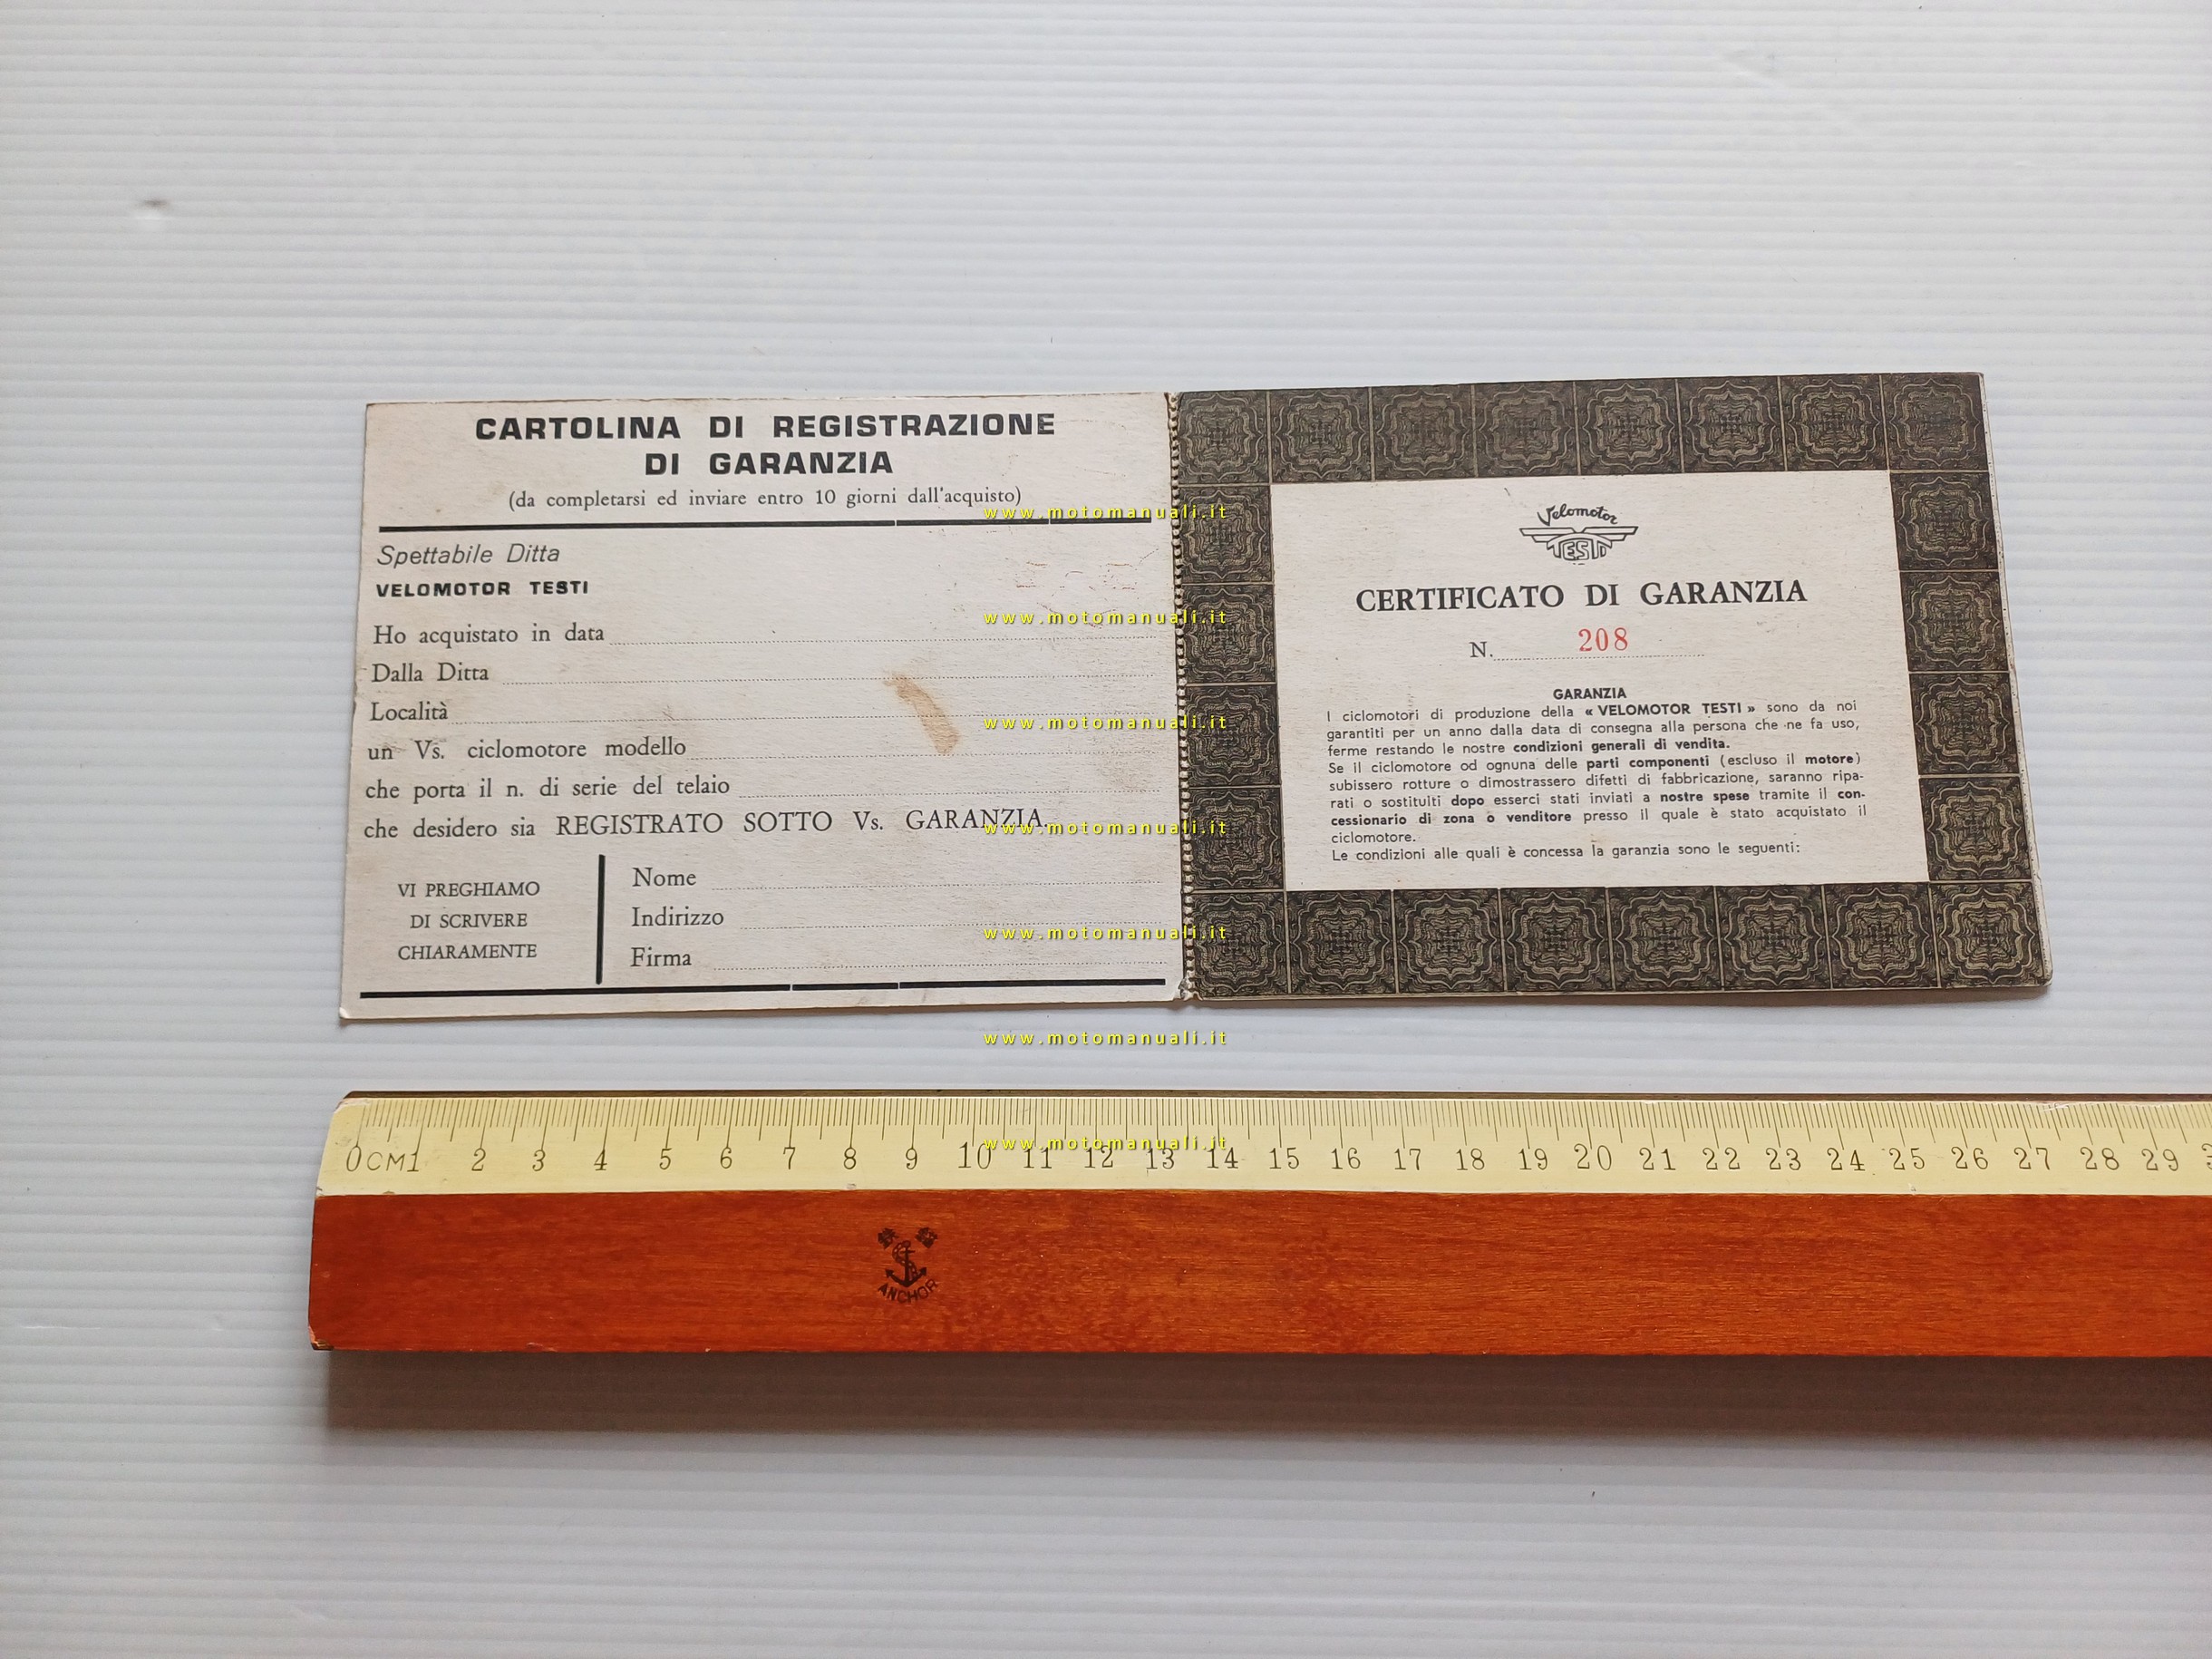 CARTOLINA DI REGISTRAZIONE
DI GARANZIA
(da completarsi ed inviare entro 10 giorni dall'acquisto)
Spettabile Ditta
VELOMOTOR TESTI
Ho acquistato in data
Dalla Ditta
Località
un Vs. ciclomotore modello
che porta il n. di serie del telaio
che desidero sia REGISTRATO SOTTO Vs. GARANZIA.
VI PREGHIAMO
DI SCRIVERE
CHIARAMENTE
Nome
Indirizzo
Firma
Velomotor
TESTI
CERTIFICATO DI GARANZIA
N. 208
GARANZIA
I ciclomotori di produzione della « VELOMOTOR TESTI » sono da noi
garantiti per un anno dalla data di consegna alla persona che ne fa uso,
ferme restando le nostre condizioni generali di vendita.
Se il ciclomotore od ognuna delle parti componenti (escluso il motore)
subissero rotture o dimostrassero difetti di fabbricazione, saranno ripa-
rati o sostituiti dopo esserci stati inviati a nostre spese tramite il con-
cessionario di zona o venditore presso il quale è stato acquistato il
ciclomotore.
Le condizioni alle quali è concessa la garanzia sono le seguenti:
www.motomanuali.it
www.motomanuali.it
www.motomanuali.it
www.motomanuali.it
www.motomanuali.it
www.motomanuali.it
www.motomanuali.it
0CM1 2 3 4 5 6 7 8 9 10 11 12 13 14 15 16 17 18 19 20 21 22 23 24 25 26 27 28 29
ANCHOR